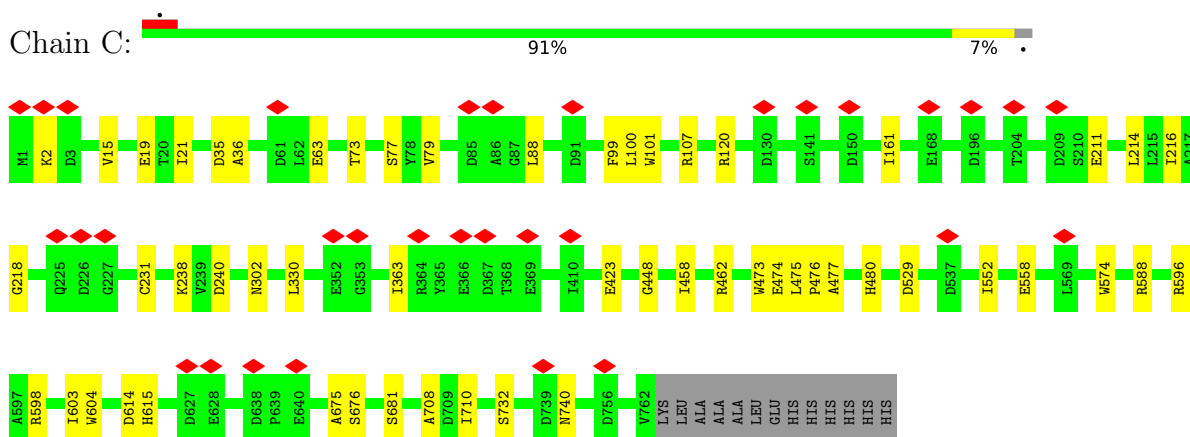 Chain C:
•
91%
7%
•
M1 K2 D3 V15 E19 T20 I21 D35 A36 D61 L62 E63 T73 S77 Y78 V79 D85 A86 G87 L88 D91 F99 L100 W101 R107 R120 D130 S141 D150 I161 E168 D196 T204 D209 S210 E211 L214 L215 I216 A217
G218 Q225 D226 G227 C231 K238 V239 D240 N302 L330 E352 G353 I363 R364 Y365 E366 D367 T368 E369 I410 E423 G448 I458 R462 W473 E474 L475 P476 A477 H480 D529 D537 I552 E558 L569 W574 R588 R596
A597 R598 I603 W604 D614 H615 D627 E628 D638 P639 E640 A675 S676 S681 A708 D709 I710 S732 D739 N740 D756 V762 LYS LEU ALA ALA ALA LEU GLU HIS HIS HIS HIS HIS HIS